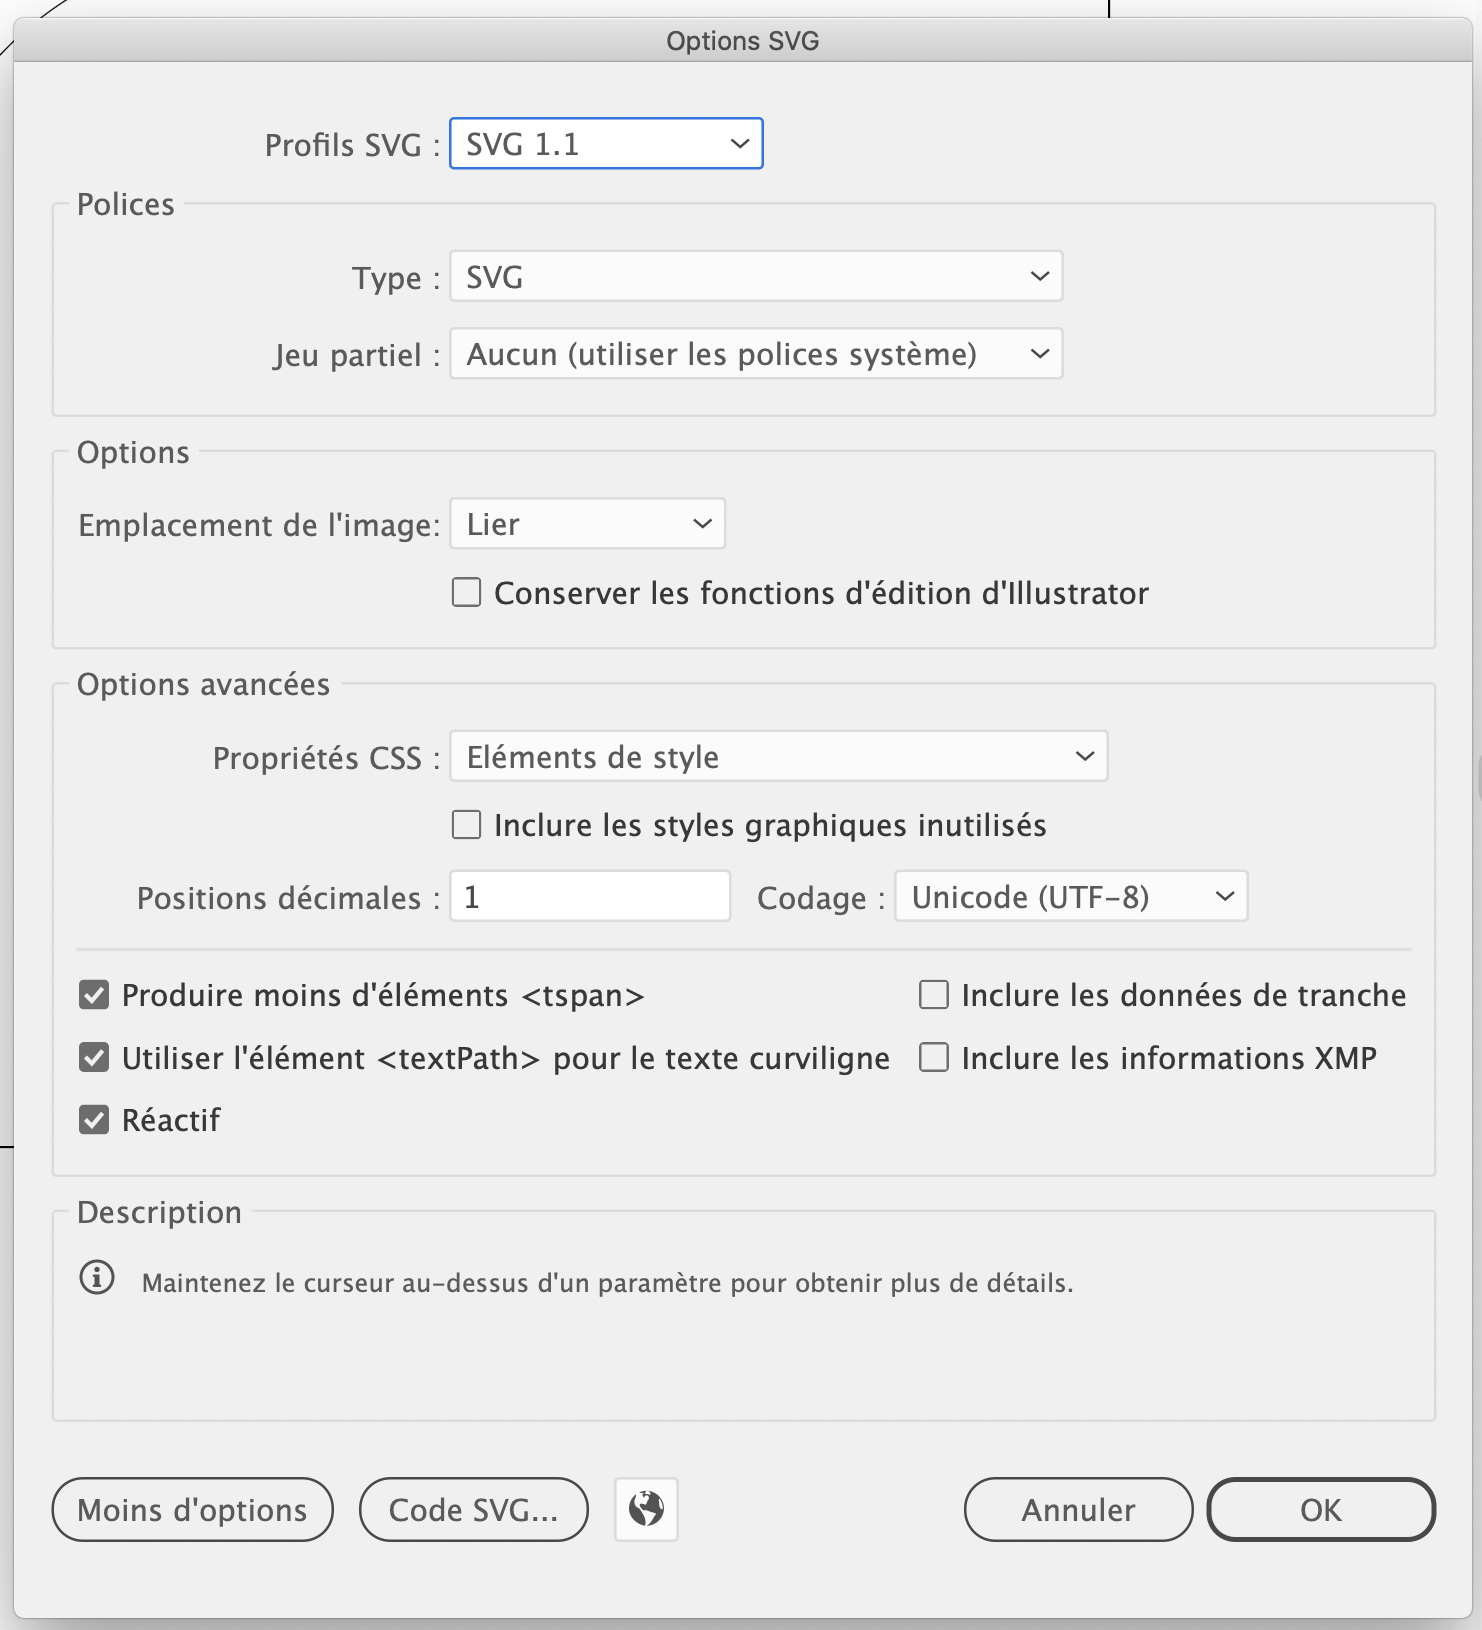 Options SVG
Profils SVG : SVG 1.1
Polices
Type : SVG
Jeu partiel : Aucun (utiliser les polices système)
Options
Emplacement de l'image: Lier
Conserver les fonctions d'édition d'Illustrator
Options avancées
Propriétés CSS : Eléments de style
Inclure les styles graphiques inutilisés
Positions décimales : 1 Codage : Unicode (UTF-8)
Produire moins d'éléments <tspan> Inclure les données de tranche
Utiliser l'élément <textPath> pour le texte curviligne Inclure les informations XMP
Réactif
Description
Maintenez le curseur au-dessus d'un paramètre pour obtenir plus de détails.
Moins d'options Code SVG... Annuler OK